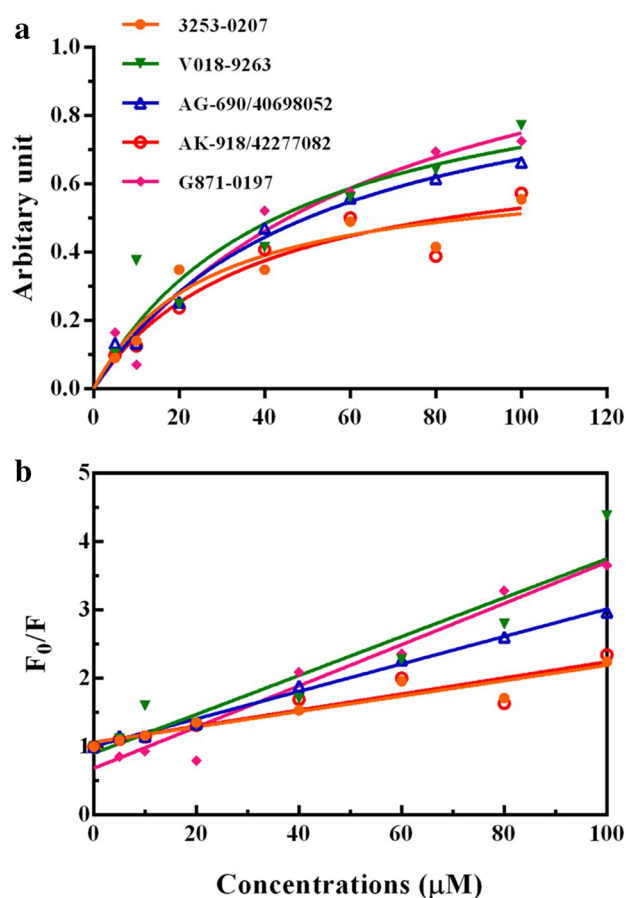 a
3253-0207
V018-9263
AG-690/40698052
AK-918/42277082
G871-0197
Arbitary unit
1.0
0.8
0.6
0.4
0.2
0.0
0 20 40 60 80 100 120
b
F0/F
5
4
3
2
1
0
0 20 40 60 80 100
Concentrations (μM)